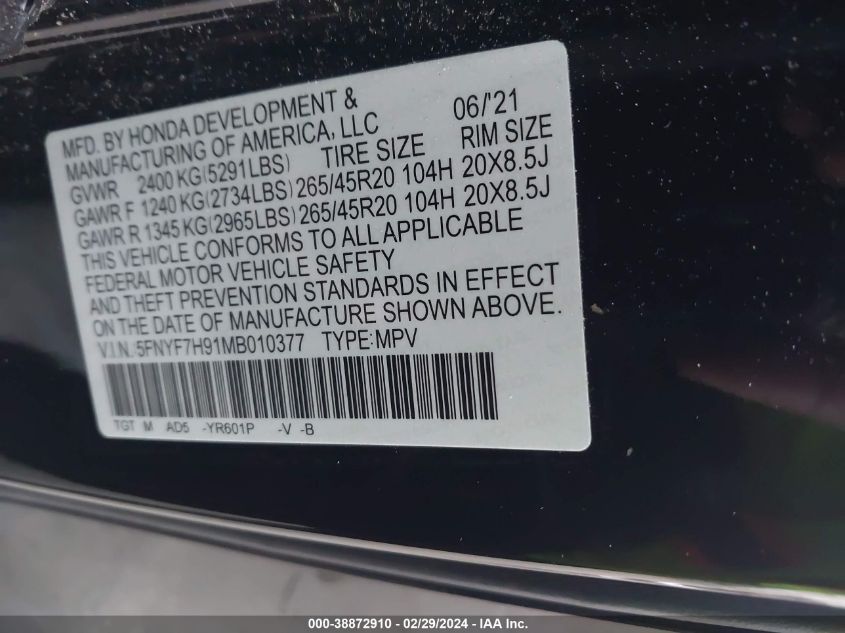 MFD. BY HONDA DEVELOPMENT & 06/'21
MANUFACTURING OF AMERICA, LLC
GVWR 2400 KG(5291LBS) TIRE SIZE RIM SIZE
GAWR F 1240 KG(2734LBS) 265/45R20 104H 20X8.5J
GAWR R 1345 KG(2965LBS) 265/45R20 104H 20X8.5J
THIS VEHICLE CONFORMS TO ALL APPLICABLE
FEDERAL MOTOR VEHICLE SAFETY
AND THEFT PREVENTION STANDARDS IN EFFECT
ON THE DATE OF MANUFACTURE SHOWN ABOVE.
V.I.N.:5FNYF7H91MB010377 TYPE:MPV
TGT M AD5 -YR601P -V -B
000-38872910 - 02/29/2024 - IAA Inc.